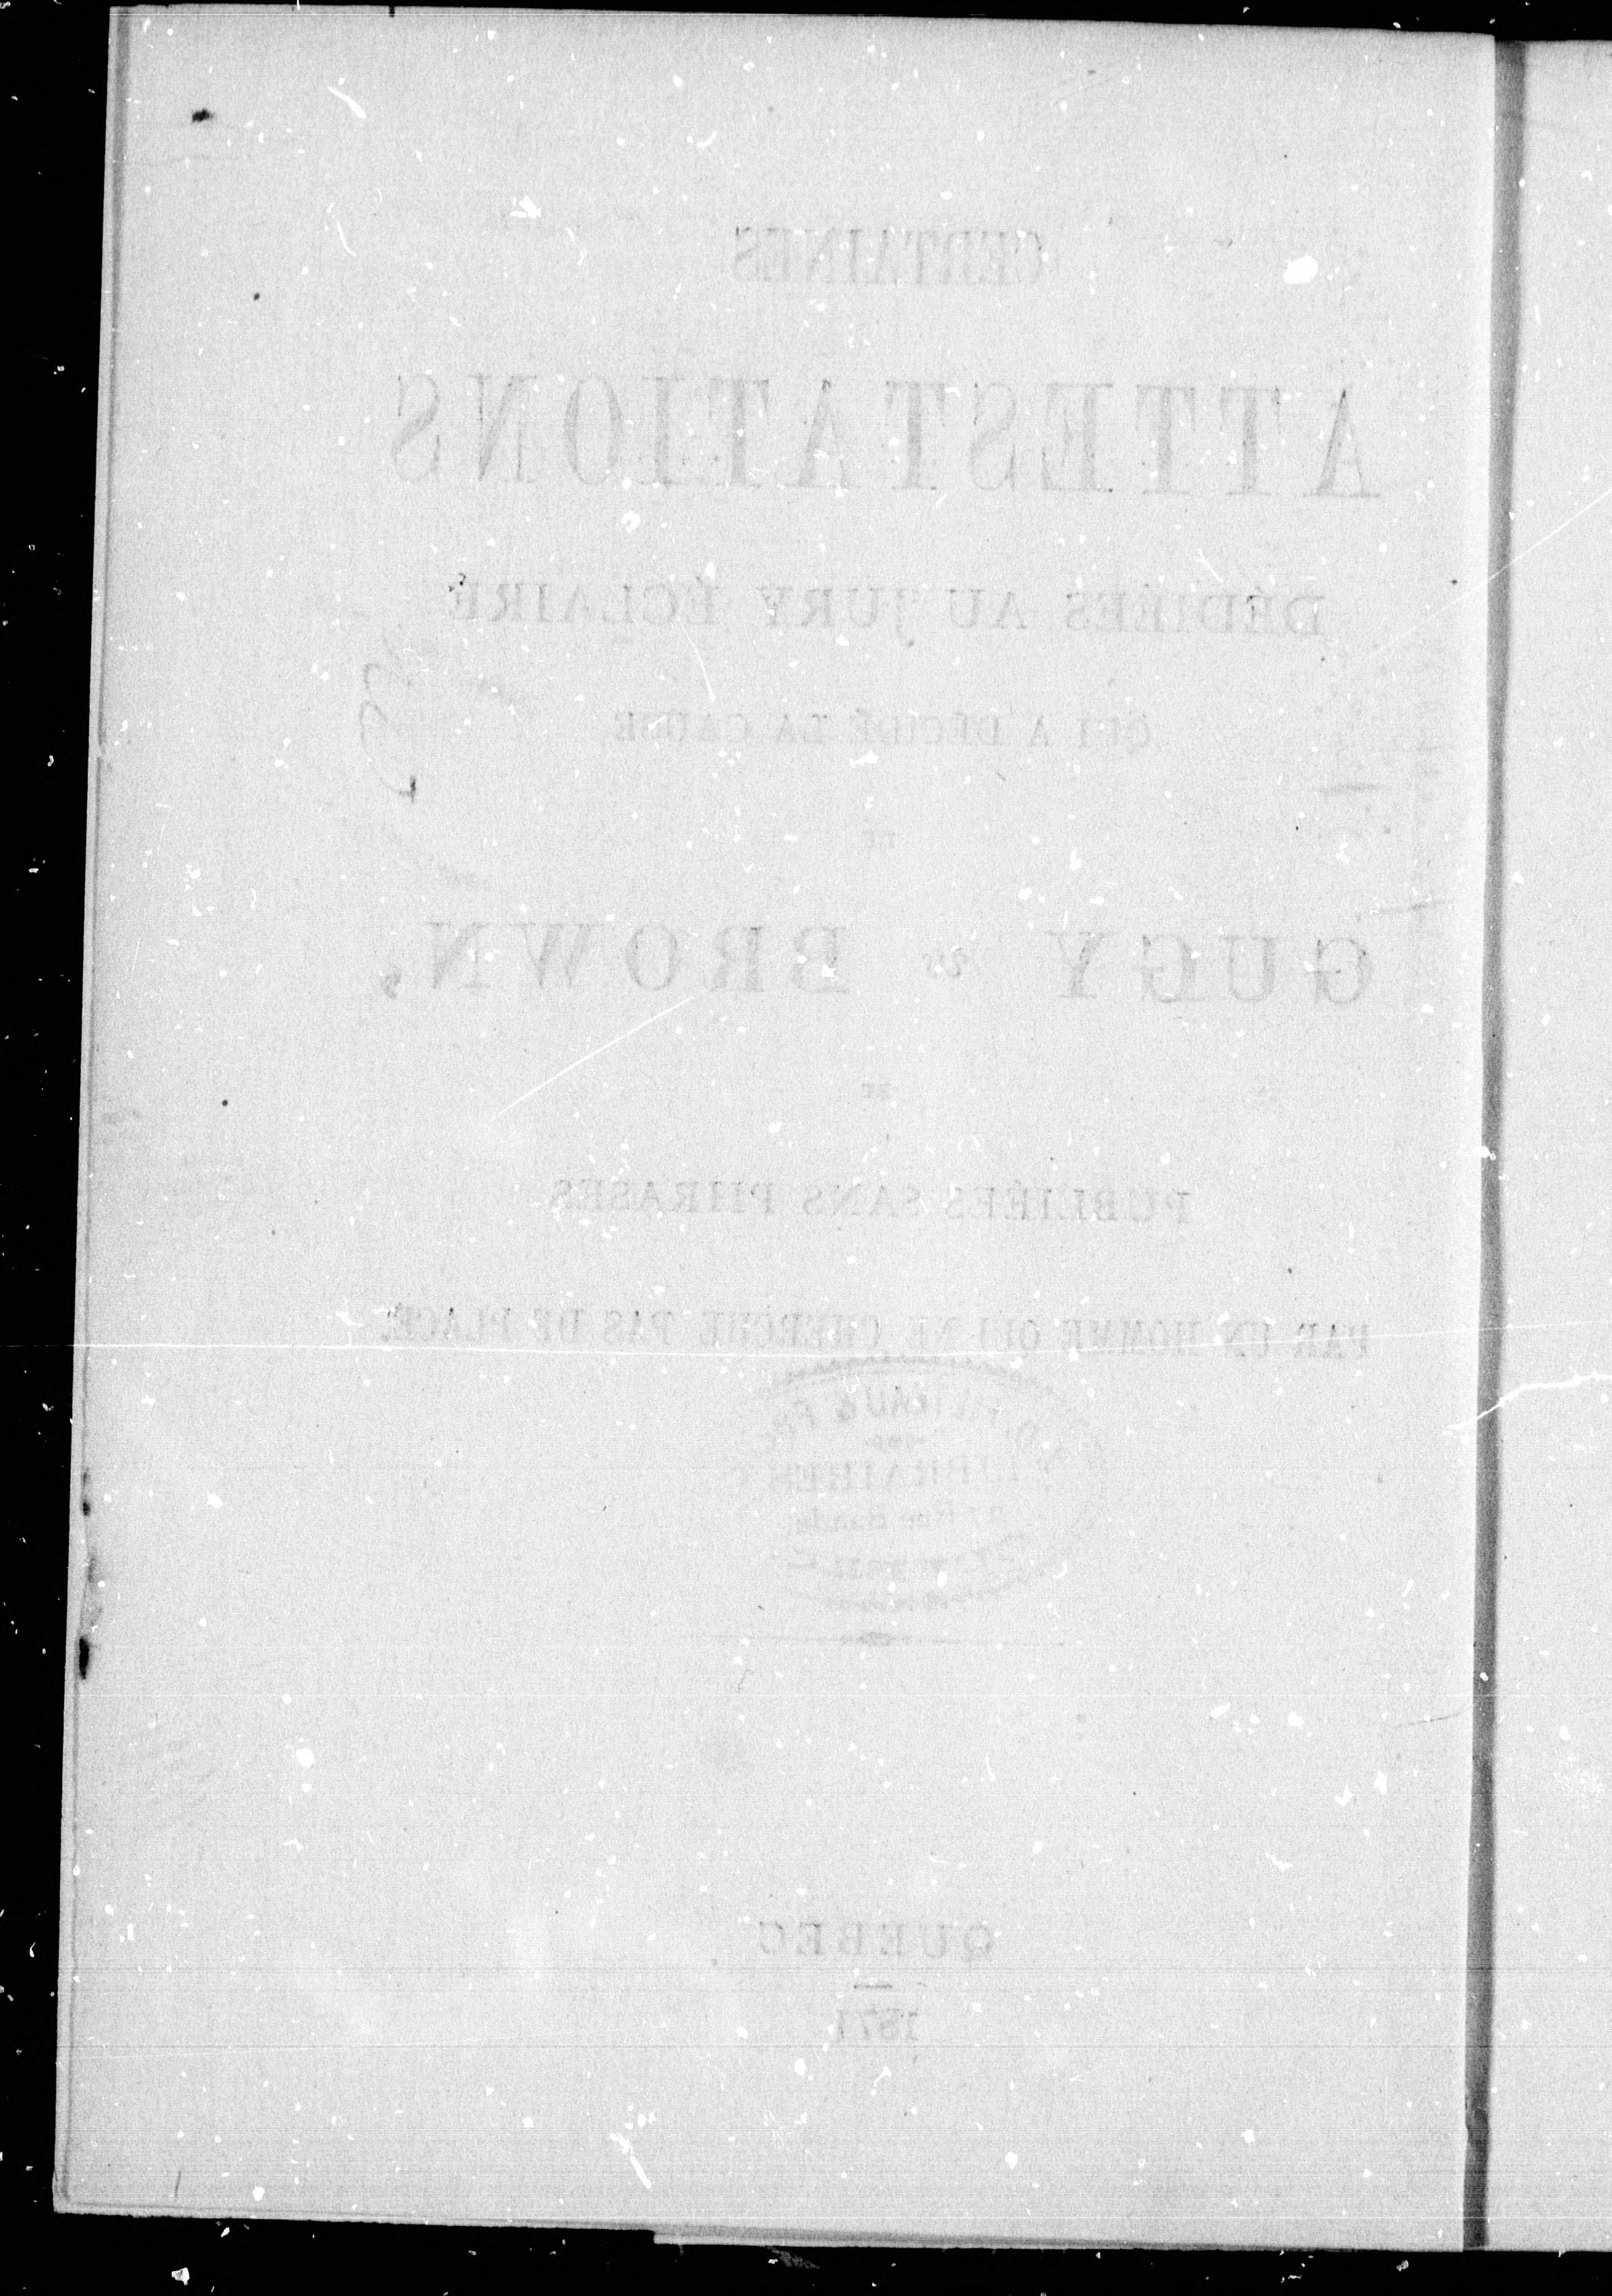 CERTAINES
ATTESTATIONS
DÉDIÉES AU JURY ÉCLAIRÉ
QUI A DÉCIDÉ LA CAUSE
DE
GUGY vs BROWN,
ET
PUBLIÉES SANS PHRASES
PAR UN HOMME QUI NE CHERCHE PAS DE PLACE.
LIBRAIRES
QUEBEC
1871